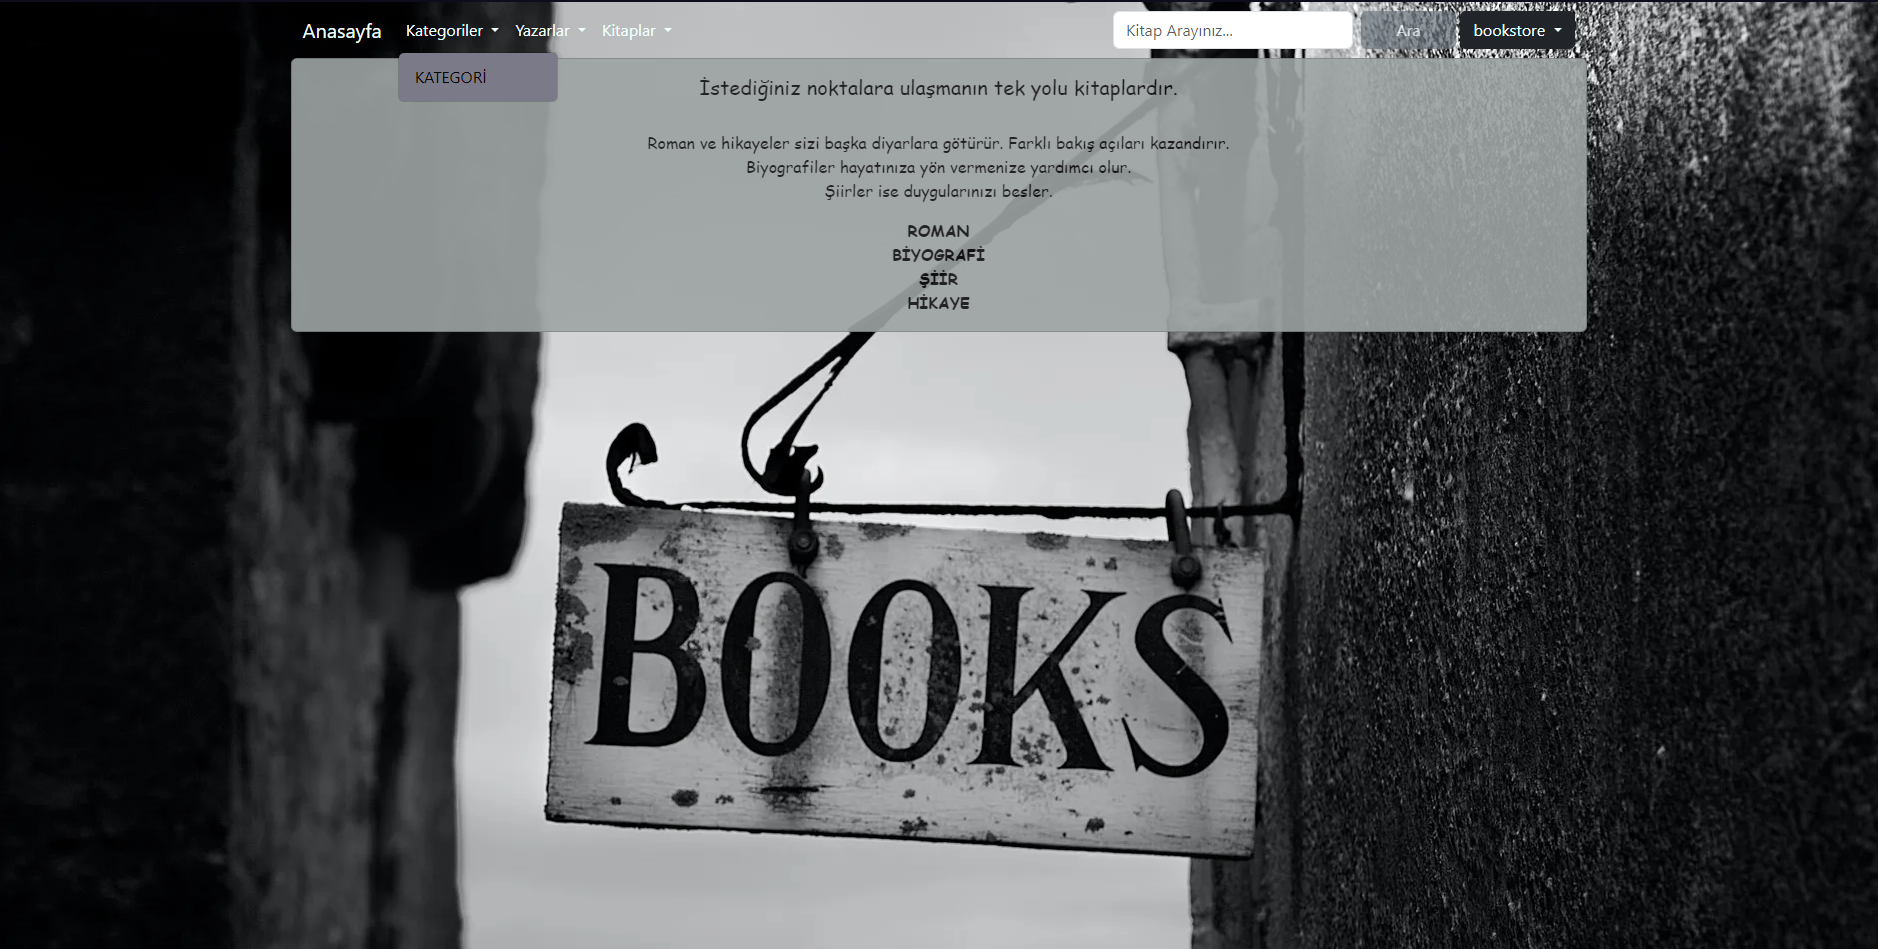 Anasayfa Kategoriler Yazarlar Kitaplar Kitap Arayınız... Ara bookstore
KATEGORİ
İstediğiniz noktalara ulaşmanın tek yolu kitaplardır.
Roman ve hikayeler sizi başka diyarlara götürür. Farklı bakış açıları kazandırır.
Biyografiler hayatınıza yön vermenize yardımcı olur.
Şiirler ise duygularınızı besler.
ROMAN
BİYOGRAFİ
ŞİİR
HİKAYE
BOOKS